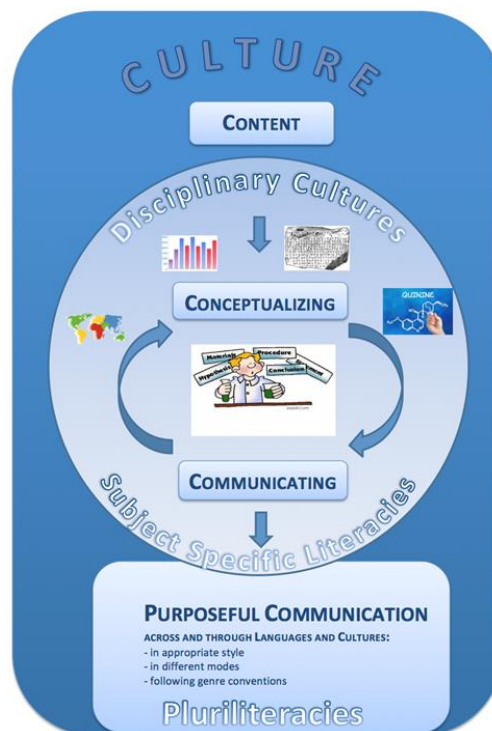 CULTURE
CONTENT
Disciplinary Cultures
QUININE
CONCEPTUALIZING
Materials
Procedure
Hypothesis
Conclusion
COMMUNICATING
Subject Specific Literacies
PURPOSEFUL COMMUNICATION
ACROSS AND THROUGH LANGUAGES AND CULTURES:
- in appropriate style
- in different modes
- following genre conventions
Pluriliteracies